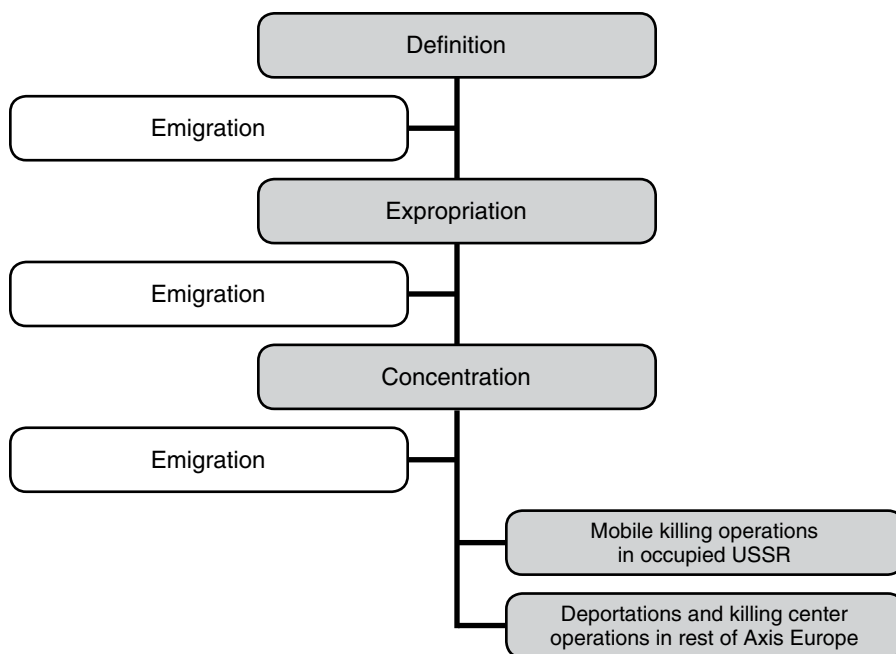 Definition
Emigration
Expropriation
Emigration
Concentration
Emigration
Mobile killing operations
in occupied USSR
Deportations and killing center
operations in rest of Axis Europe